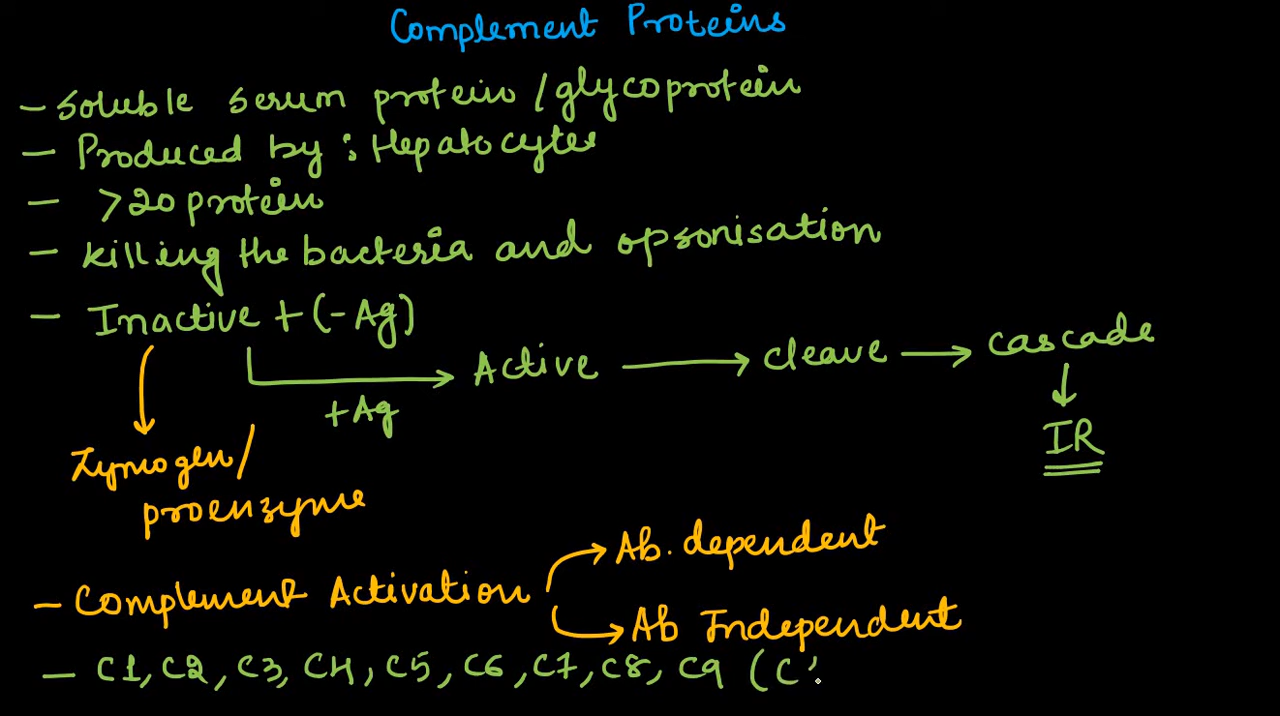 Complement Proteins
- Soluble serum protein/glycoprotein
- Produced by : Hepatocytes
- >20 protein
- killing the bacteria and opsonisation
- Inactive + (-Ag)
+Ag → Active → cleave → cascade
IR
Zymogen/
proenzyme
- Complement Activation
Ab. dependent
Ab Independent
- C1, C2, C3, C4, C5, C6, C7, C8, C9 (C'